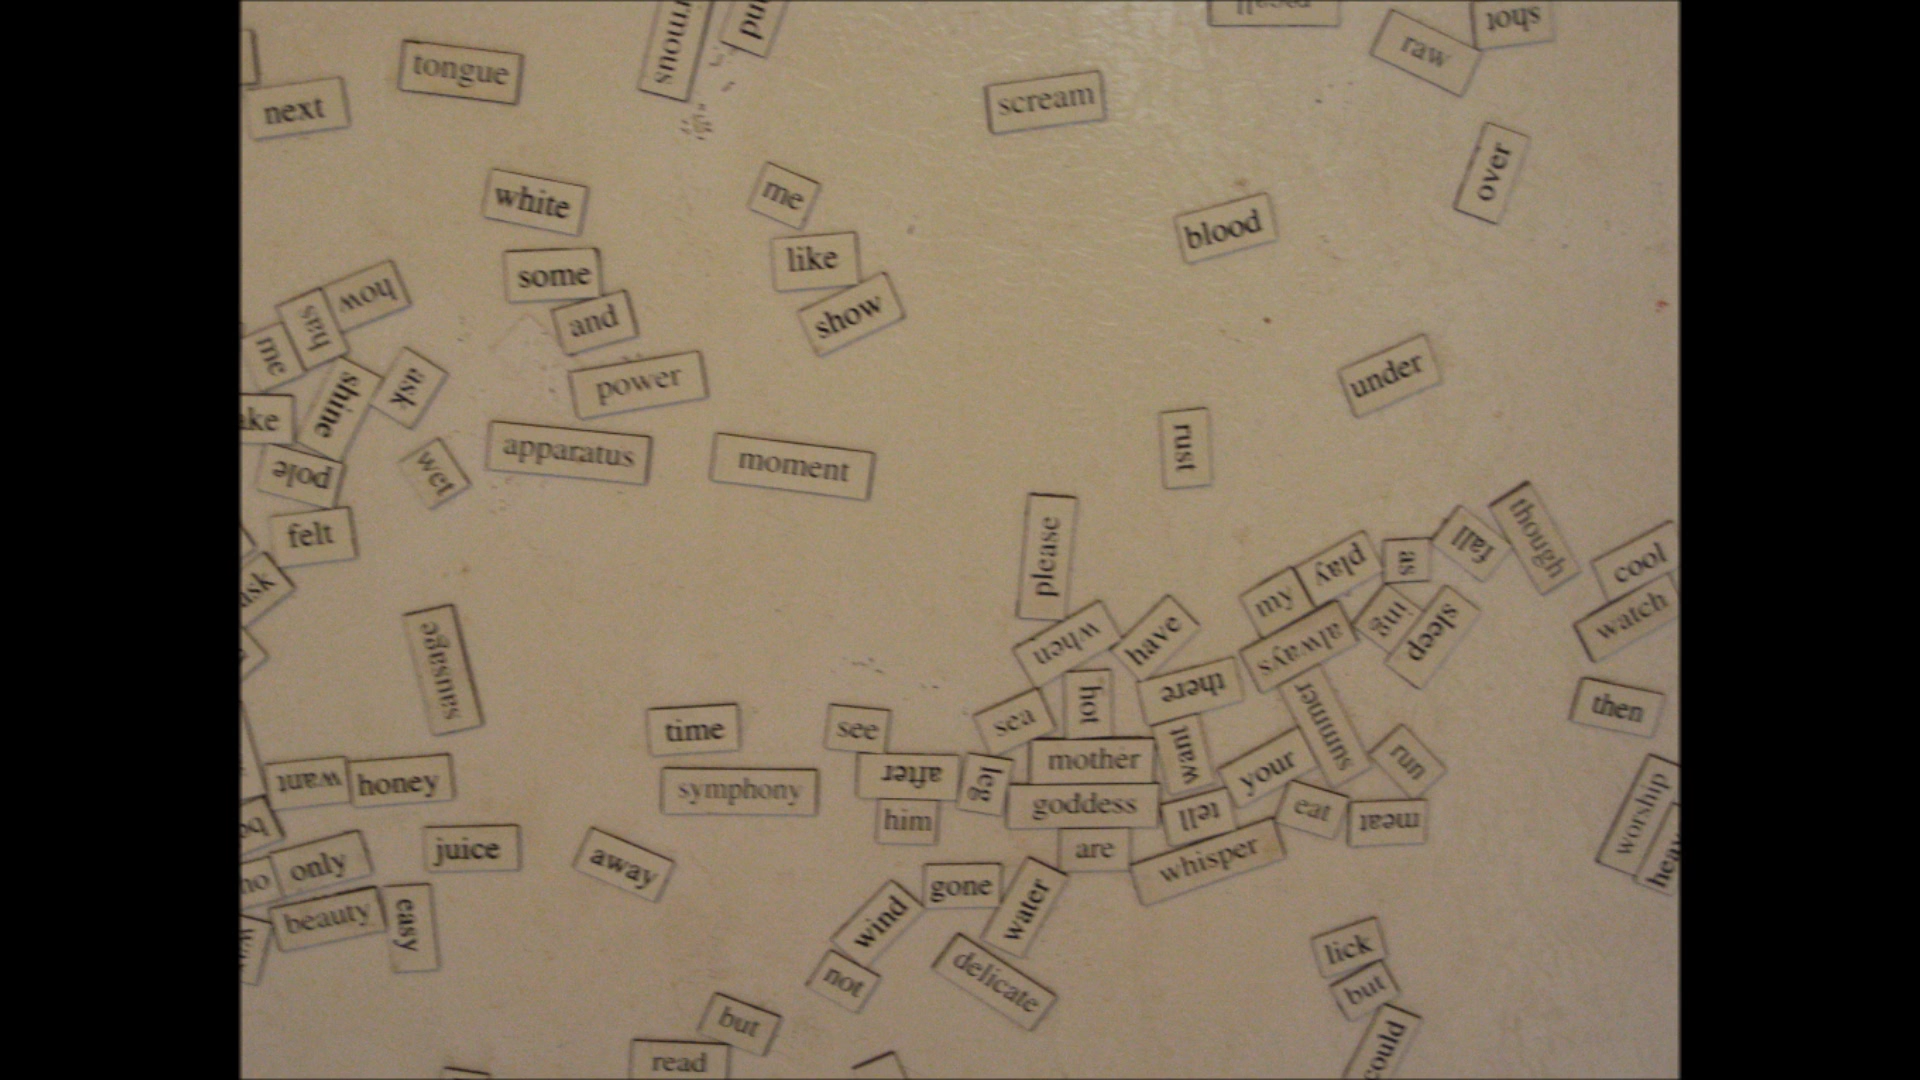 shot
raw
tongue
next
scream
over
white
me
blood
like
some
how
show
has
and
me
under
power
ask
shine
rust
pole
apparatus
moment
wet
felt
please
though
fall
as
play
cool
my
watch
ing
sleep
have
when
always
sausage
there
hot
then
sea
summer
time
see
want
mother
your
run
after
leg
want
honey
symphony
goddess
eat
tell
meat
him
worship
juice
are
whisper
away
only
gone
wind
water
beauty
easy
lick
not
delicate
but
but
could
read